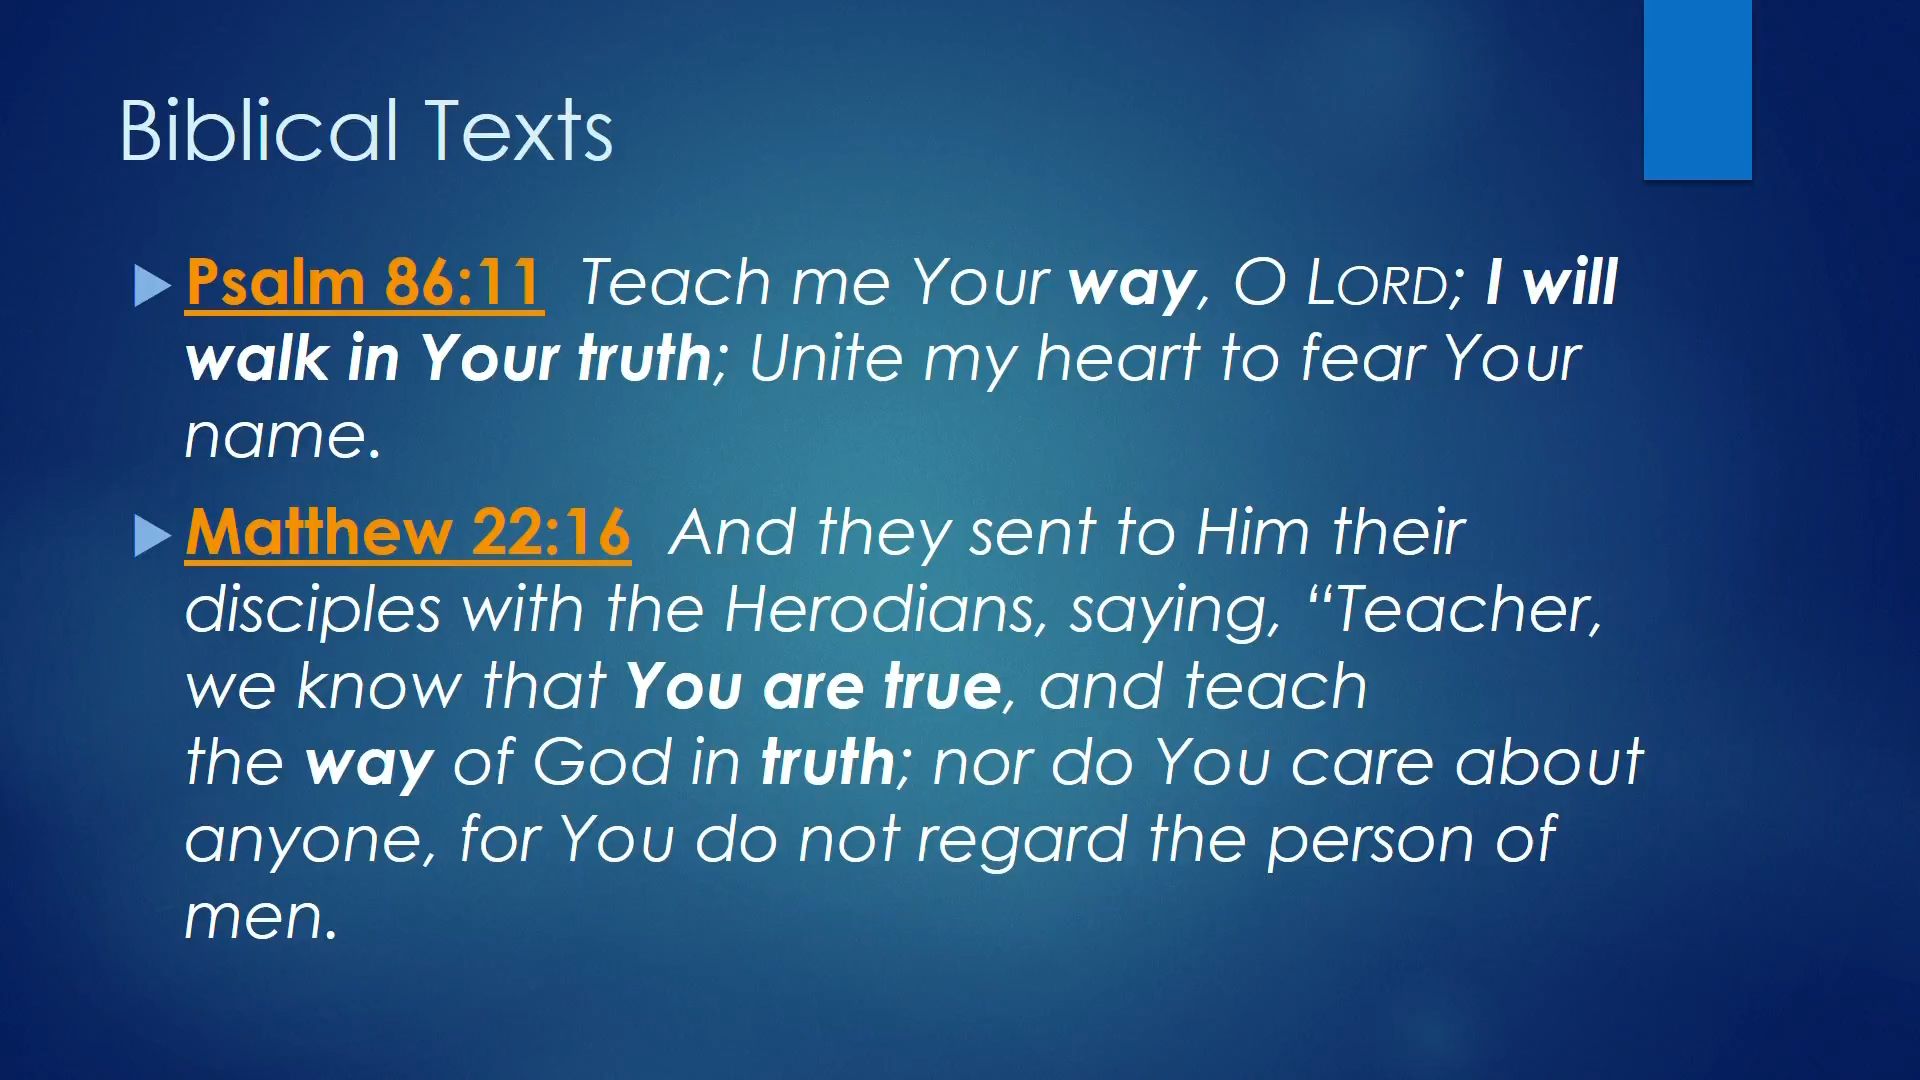 Biblical Texts
Psalm 86:11 Teach me Your way, O LORD; I will
walk in Your truth; Unite my heart to fear Your
name.
Matthew 22:16 And they sent to Him their
disciples with the Herodians, saying, “Teacher,
we know that You are true, and teach
the way of God in truth; nor do You care about
anyone, for You do not regard the person of
men.